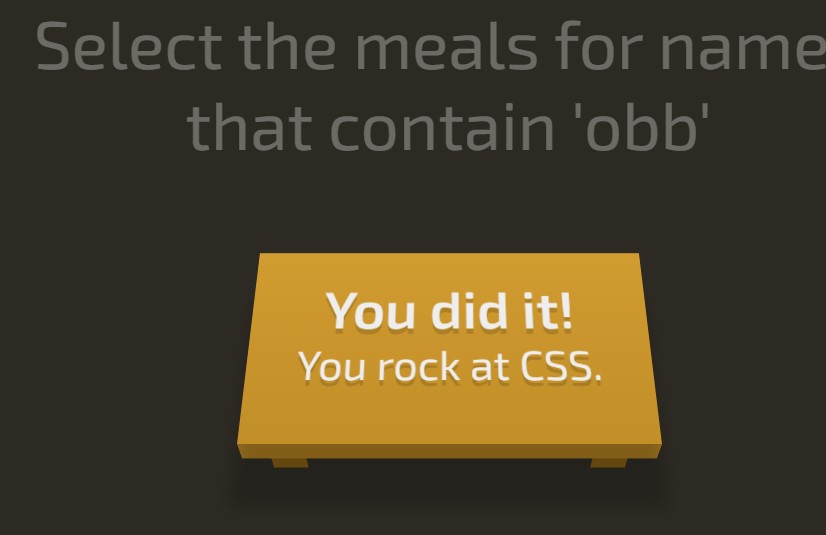 Select the meals for name
that contain 'obb'
You did it!
You rock at CSS.